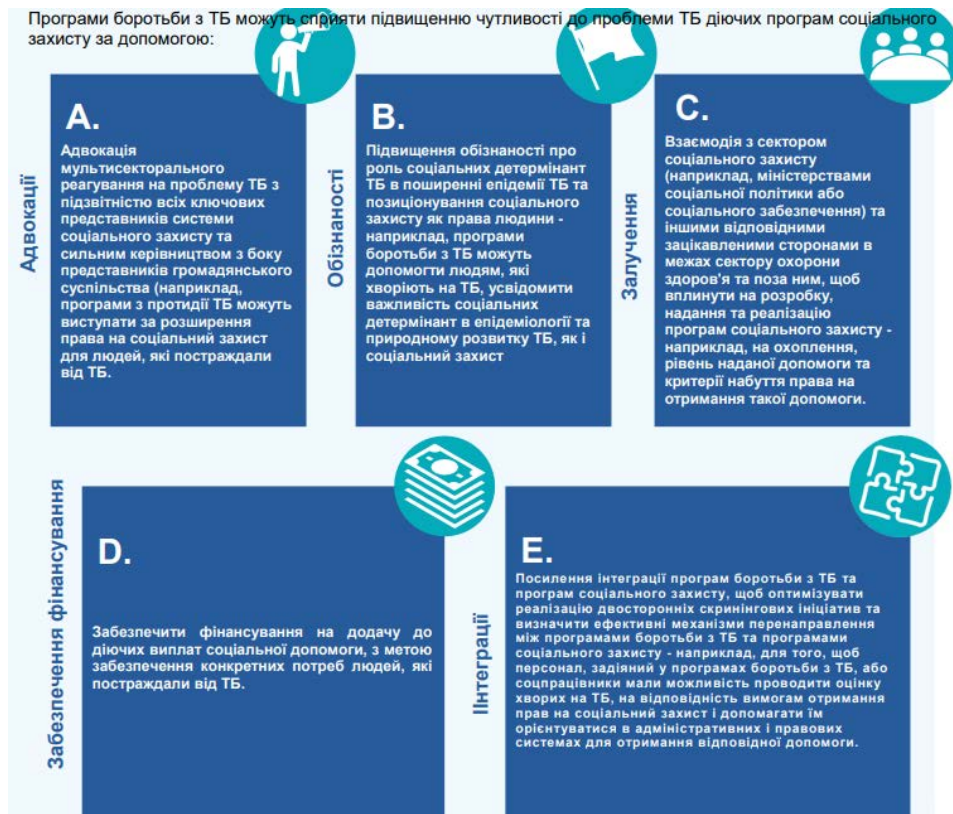 Програми боротьби з ТБ можуть сприяти підвищенню чутливості до проблеми ТБ діючих програм соціального
захисту за допомогою:
Адвокації
A.
Адвокація
мультисекторального
реагування на проблему ТБ з
підзвітністю всіх ключових
представників системи
соціального захисту та
сильним керівництвом з боку
представників громадянського
суспільства (наприклад,
програми з протидії ТБ можуть
виступати за розширення
права на соціальний захист
для людей, які постраждали
від ТБ.
Обізнаності
B.
Підвищення обізнаності про
роль соціальних детермінант
ТБ в поширенні епідемії ТБ та
позиціонування соціального
захисту як права людини -
наприклад, програми
боротьби з ТБ можуть
допомогти людям, які
хворіють на ТБ, усвідомити
важливість соціальних
детермінант в епідеміології та
природному розвитку ТБ, як і
соціальний захист
Залучення
C.
Взаємодія з сектором
соціального захисту
(наприклад, міністерствами
соціальної політики або
соціального забезпечення) та
іншими відповідними
зацікавленими сторонами в
межах сектору охорони
здоров'я та поза ним, щоб
вплинути на розробку,
надання та реалізацію
програм соціального захисту -
наприклад, на охоплення,
рівень наданої допомоги та
критерії набуття права на
отримання такої допомоги.
Забезпечення фінансування
D.
Забезпечити фінансування на додачу до
діючих виплат соціальної допомоги, з метою
забезпечення конкретних потреб людей, які
постраждали від ТБ.
ІІнтеграції
E.
Посилення інтеграції програм боротьби з ТБ та
програм соціального захисту, щоб оптимізувати
реалізацію двосторонніх скринінгових ініціатив та
визначити ефективні механізми перенаправлення
між програмами боротьби з ТБ та програмами
соціального захисту - наприклад, для того, щоб
персонал, задіяний у програмах боротьби з ТБ, або
соцпрацівники мали можливість проводити оцінку
хворих на ТБ, на відповідність вимогам отримання
прав на соціальний захист і допомагати їм
орієнтуватися в адміністративних і правових
системах для отримання відповідної допомоги.